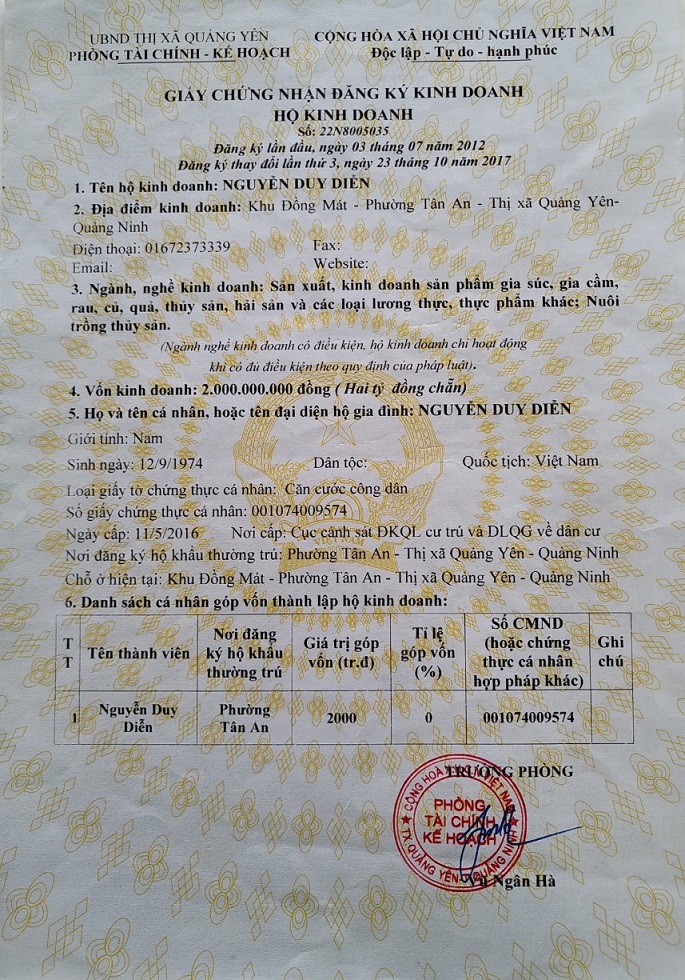 UBND THỊ XÃ QUẢNG YÊN
PHÒNG TÀI CHÍNH - KẾ HOẠCH
CỘNG HÒA XÃ HỘI CHỦ NGHĨA VIỆT NAM
Độc lập - Tự do - hạnh phúc
GIẤY CHỨNG NHẬN ĐĂNG KÝ KINH DOANH
HỘ KINH DOANH
Số: 22N8005035
Đăng ký lần đầu, ngày 03 tháng 07 năm 2012
Đăng ký thay đổi lần thứ 3, ngày 23 tháng 10 năm 2017
1. Tên hộ kinh doanh: NGUYỄN DUY DIỄN
2. Địa điểm kinh doanh: Khu Đồng Mát - Phường Tân An - Thị xã Quảng Yên-
Quảng Ninh
Điện thoại: 01672373339 Fax:
Email: Website:
3. Ngành, nghề kinh doanh: Sản xuất, kinh doanh sản phẩm gia súc, gia cầm,
rau, củ, quả, thủy sản, hải sản và các loại lương thực, thực phẩm khác; Nuôi
trồng thủy sản.
(Ngành nghề kinh doanh có điều kiện, hộ kinh doanh chỉ hoạt động
khi có đủ điều kiện theo quy định của pháp luật).
4. Vốn kinh doanh: 2.000.000.000 đồng ( Hai tỷ đồng chẵn)
5. Họ và tên cá nhân, hoặc tên đại diện hộ gia đình: NGUYỄN DUY DIỄN
Giới tính: Nam
Sinh ngày: 12/9/1974 Dân tộc: Quốc tịch: Việt Nam
Loại giấy tờ chứng thực cá nhân: Căn cước công dân
Số giấy chứng thực cá nhân: 001074009574
Ngày cấp: 11/5/2016 Nơi cấp: Cục cảnh sát ĐKQL cư trú và DLQG về dân cư
Nơi đăng ký hộ khẩu thường trú: Phường Tân An - Thị xã Quảng Yên - Quảng Ninh
Chỗ ở hiện tại: Khu Đồng Mát - Phường Tân An - Thị xã Quảng Yên - Quảng Ninh
6. Danh sách cá nhân góp vốn thành lập hộ kinh doanh:
T
T
Tên thành viên
Nơi đăng
ký hộ khẩu
thường trú
Giá trị góp
vốn (tr.đ)
Tỉ lệ
góp vốn
(%)
Số CMND
(hoặc chứng
thực cá nhân
hợp pháp khác)
Ghi
chú
1
Nguyễn Duy
Diễn
Phường
Tân An
2000
0
001074009574
TRƯỞNG PHÒNG
PHÒNG
TÀI CHÍNH
KẾ HOẠCH
TX QUẢNG YÊN
QUẢNG NINH
Vũ Ngân Hà